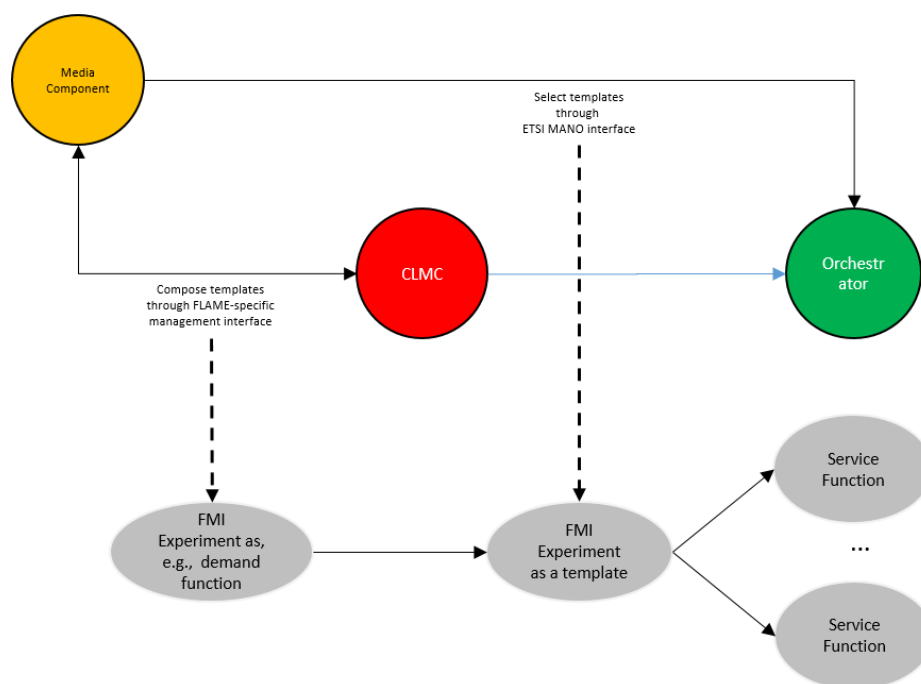 Media
Component
Select templates
through
ETSI MANO interface
CLMC
Orchestr
ator
Compose templates
through FLAME-specific
management interface
Service
Function
FMI
Experiment as,
e.g., demand
function
FMI
Experiment
as a template
...
Service
Function